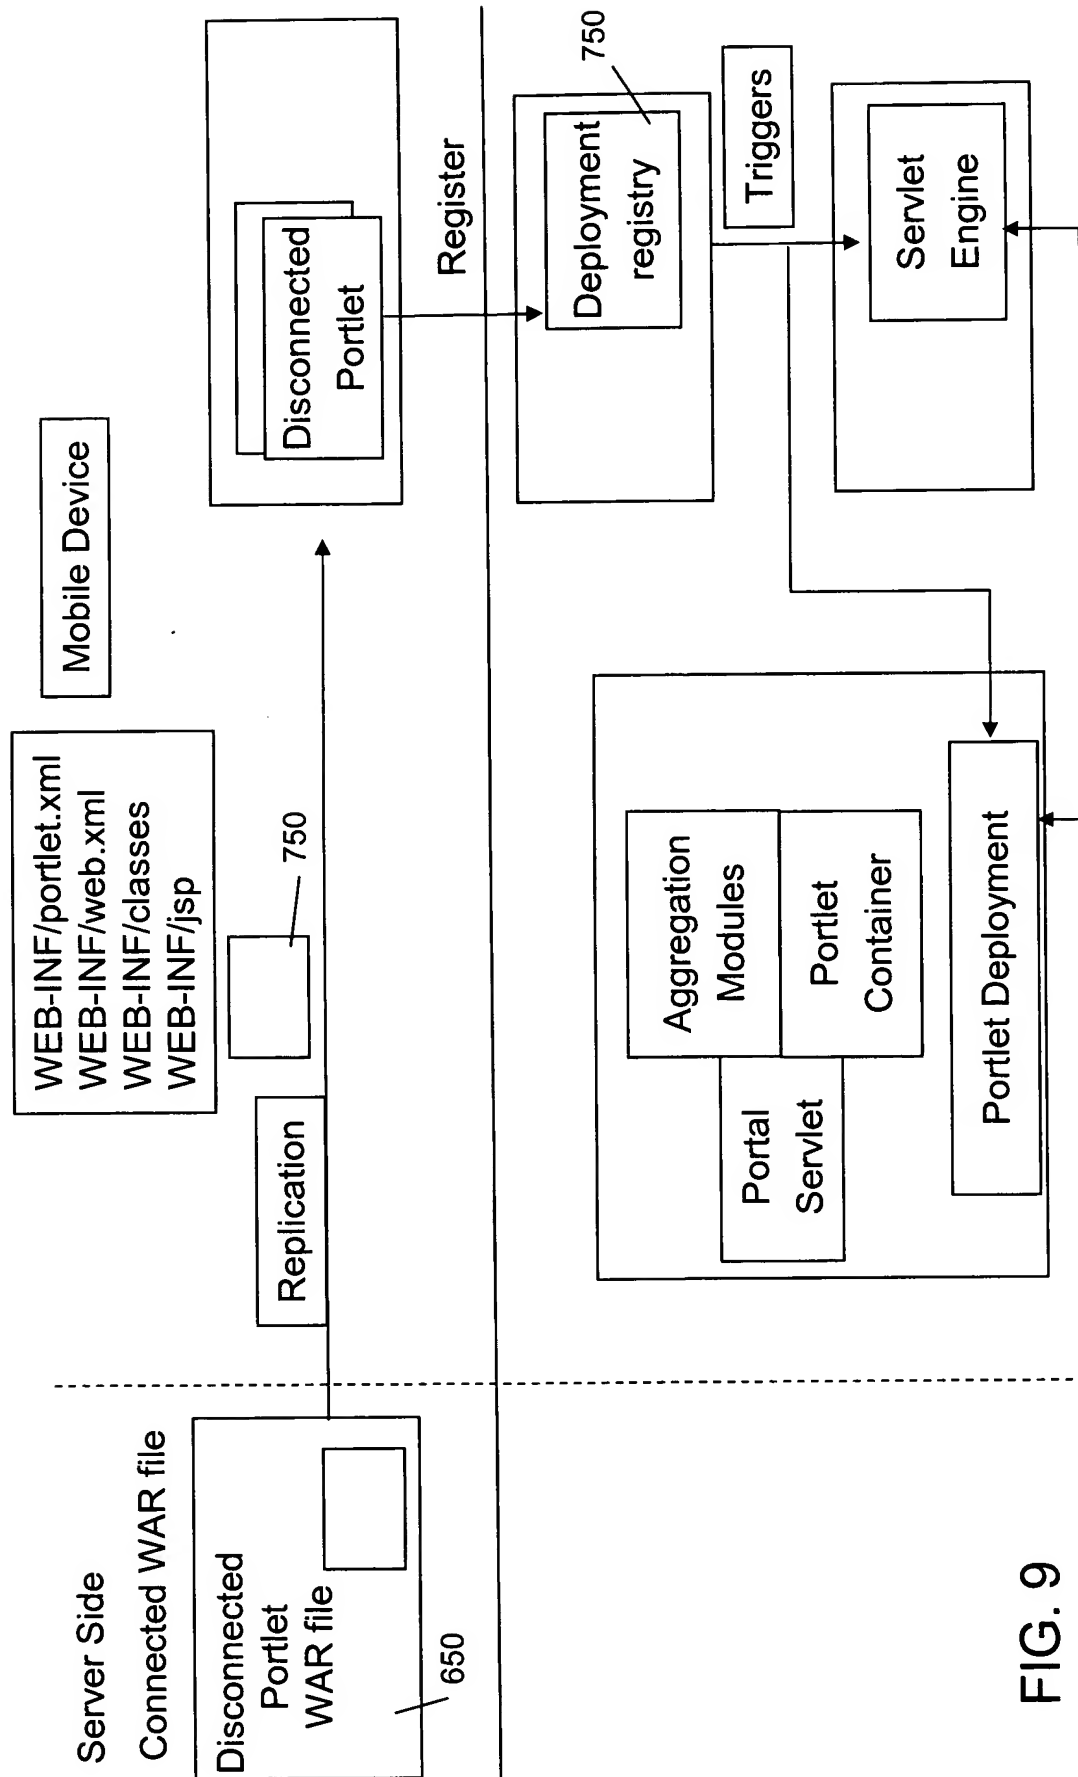 Server Side
Connected WAR file
Disconnected
Portlet
WAR file
650
Replication
WEB-INF/portlet.xml
WEB-INF/web.xml
WEB-INF/classes
WEB-INF/jsp
750
Mobile Device
Disconnected
Portlet
Register
Deployment
registry
750
Triggers
Servlet
Engine
Aggregation
Modules
Portal
Servlet
Portlet
Container
Portlet Deployment
FIG. 9